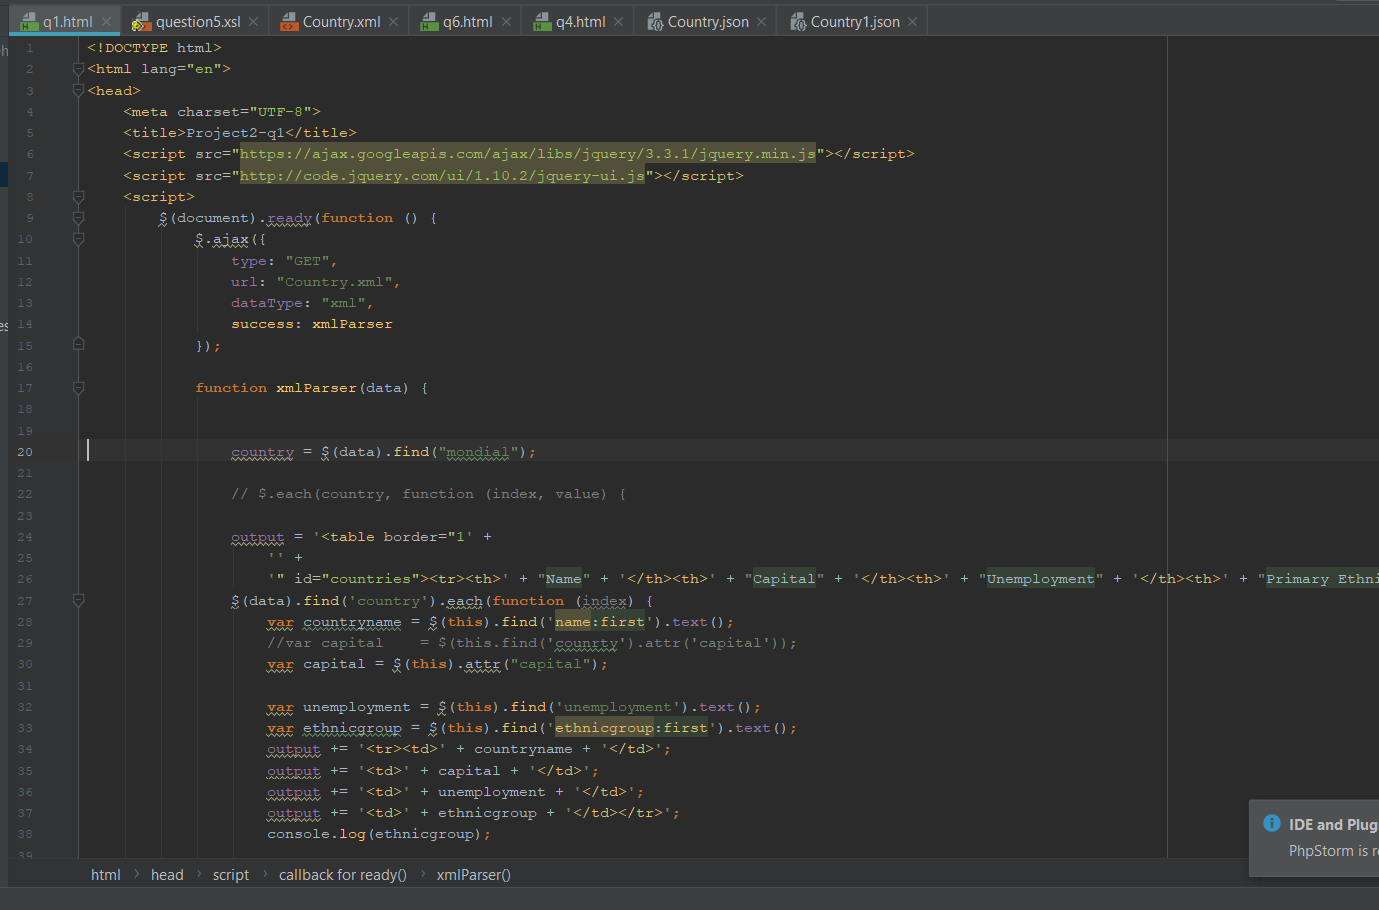 q1.html question5.xsl Country.xml q6.html q4.html Country.json Country1.json
1 <!DOCTYPE html>
2 <html lang="en">
3 <head>
4 <meta charset="UTF-8">
5 <title>Project2-q1</title>
6 <script src="https://ajax.googleapis.com/ajax/libs/jquery/3.3.1/jquery.min.js"></script>
7 <script src="http://code.jquery.com/ui/1.10.2/jquery-ui.js"></script>
8 <script>
9 $(document).ready(function () {
10 $.ajax({
11 type: "GET",
12 url: "Country.xml",
13 dataType: "xml",
14 success: xmlParser
15 });
16
17 function xmlParser(data) {
18
19
20 country = $(data).find("mondial");
21
22 // $.each(country, function (index, value) {
23
24 output = '<table border="1' +
25 '' +
26 '" id="countries"><tr><th>' + "Name" + '</th><th>' + "Capital" + '</th><th>' + "Unemployment" + '</th><th>' + "Primary Ethni
27 $(data).find('country').each(function (index) {
28 var countryname = $(this).find('name:first').text();
29 //var capital    = $(this.find('counrty').attr('capital'));
30 var capital = $(this).attr("capital");
31
32 var unemployment = $(this).find('unemployment').text();
33 var ethnicgroup = $(this).find('ethnicgroup:first').text();
34 output += '<tr><td>' + countryname + '</td>';
35 output += '<td>' + capital + '</td>';
36 output += '<td>' + unemployment + '</td>';
37 output += '<td>' + ethnicgroup + '</td></tr>';
38 console.log(ethnicgroup);
39
IDE and Plug
PhpStorm is r
html head script callback for ready() xmlParser()